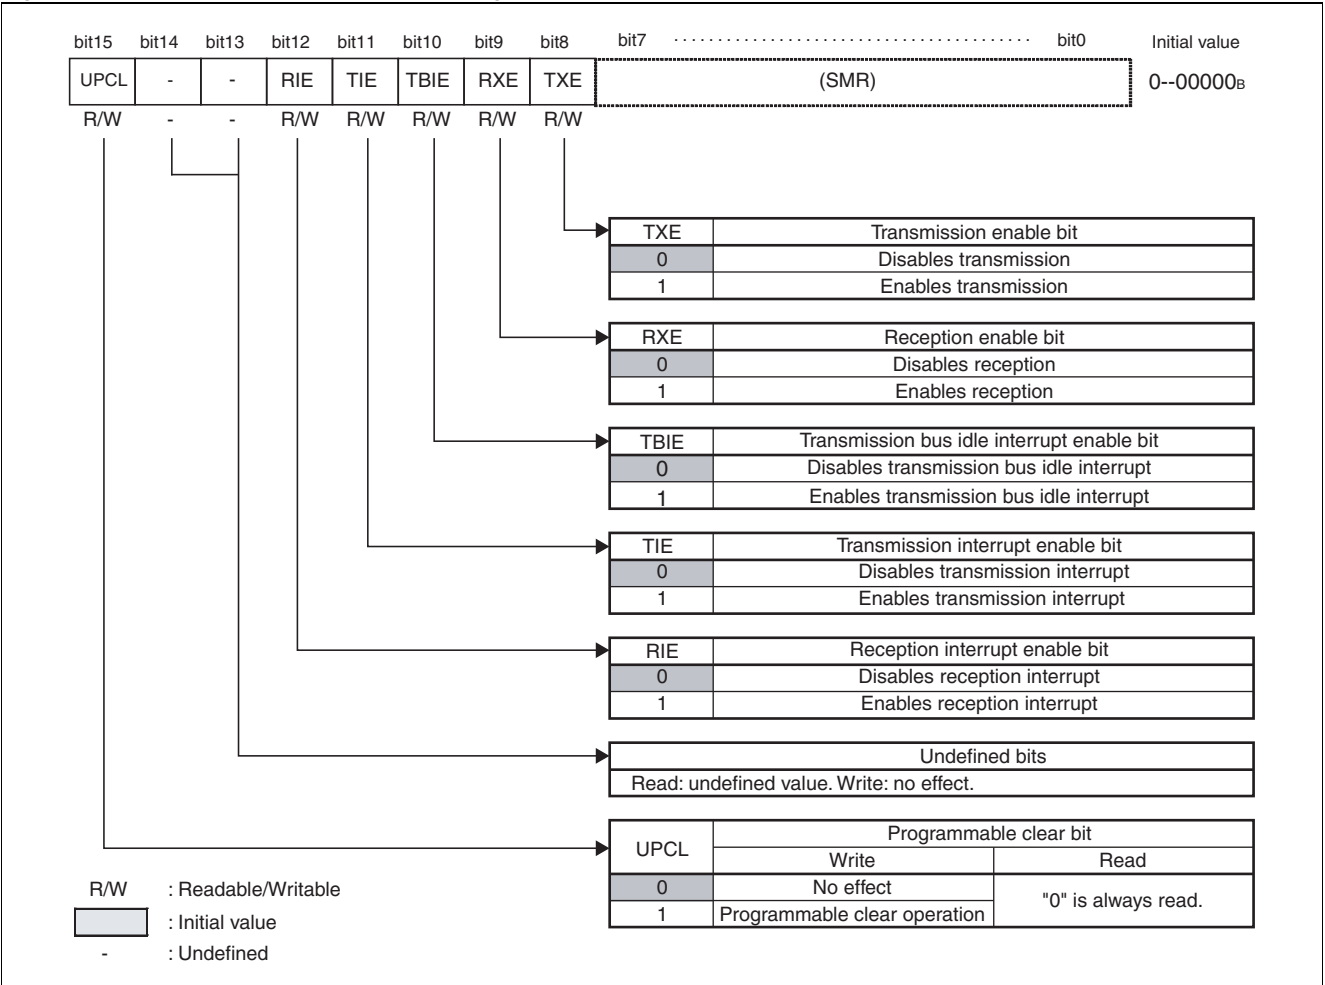 bit15 bit14 bit13 bit12 bit11 bit10 bit9 bit8 bit7 ........................................ bit0 Initial value
UPCL - - RIE TIE TBIE RXE TXE (SMR) 0--00000B
R/W - - R/W R/W R/W R/W R/W
TXE Transmission enable bit
0 Disables transmission
1 Enables transmission
RXE Reception enable bit
0 Disables reception
1 Enables reception
TBIE Transmission bus idle interrupt enable bit
0 Disables transmission bus idle interrupt
1 Enables transmission bus idle interrupt
TIE Transmission interrupt enable bit
0 Disables transmission interrupt
1 Enables transmission interrupt
RIE Reception interrupt enable bit
0 Disables reception interrupt
1 Enables reception interrupt
Undefined bits
Read: undefined value. Write: no effect.
UPCL Programmable clear bit
Write Read
0 No effect "0" is always read.
1 Programmable clear operation
R/W : Readable/Writable
: Initial value
- : Undefined